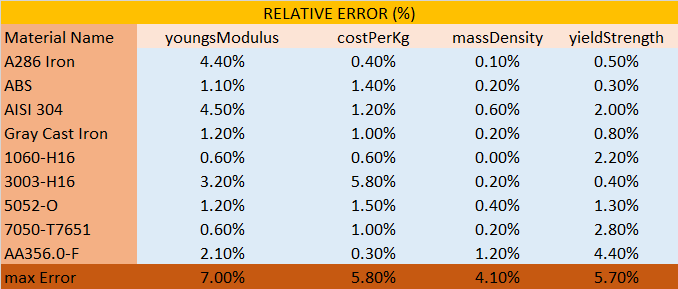 RELATIVE ERROR (%)
Material Name youngsModulus costPerKg massDensity yieldStrength
A286 Iron 4.40% 0.40% 0.10% 0.50%
ABS 1.10% 1.40% 0.20% 0.30%
AISI 304 4.50% 1.20% 0.60% 2.00%
Gray Cast Iron 1.20% 1.00% 0.20% 0.80%
1060-H16 0.60% 0.60% 0.00% 2.20%
3003-H16 3.20% 5.80% 0.20% 0.40%
5052-O 1.20% 1.50% 0.40% 1.30%
7050-T7651 0.60% 1.00% 0.20% 2.80%
AA356.0-F 2.10% 0.30% 1.20% 4.40%
max Error 7.00% 5.80% 4.10% 5.70%